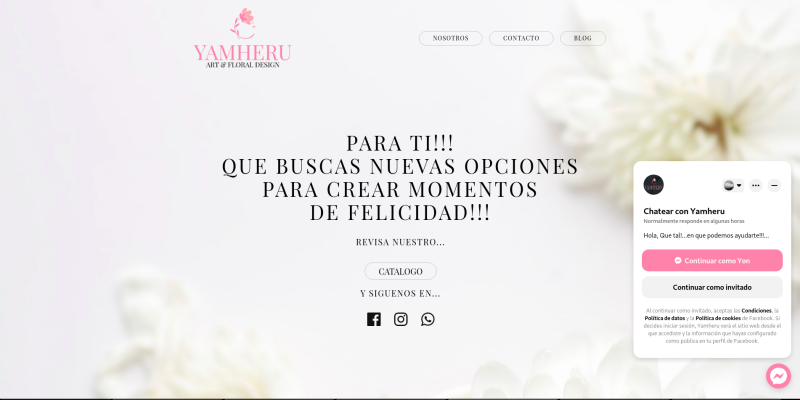 YAMHERU
ART & FLORAL DESIGN
NOSOTROS
CONTACTO
BLOG
PARA TI!!!
QUE BUSCAS NUEVAS OPCIONES
PARA CREAR MOMENTOS
DE FELICIDAD!!!
REVISA NUESTRO...
CATALOGO
Y SIGUENOS EN...
Chatear con Yamheru
Normalmente responde en algunas horas
Hola, Que tal!...en que podemos ayudarte!!!...
Continuar como Yon
Continuar como invitado
Al continuar como invitado, aceptas las Condiciones, la
Política de datos y la Política de cookies de Facebook. Si
decides iniciar sesión, Yamheru verá el sitio web desde el
que accediste y la información que hayas configurado
como pública en tu perfil de Facebook.